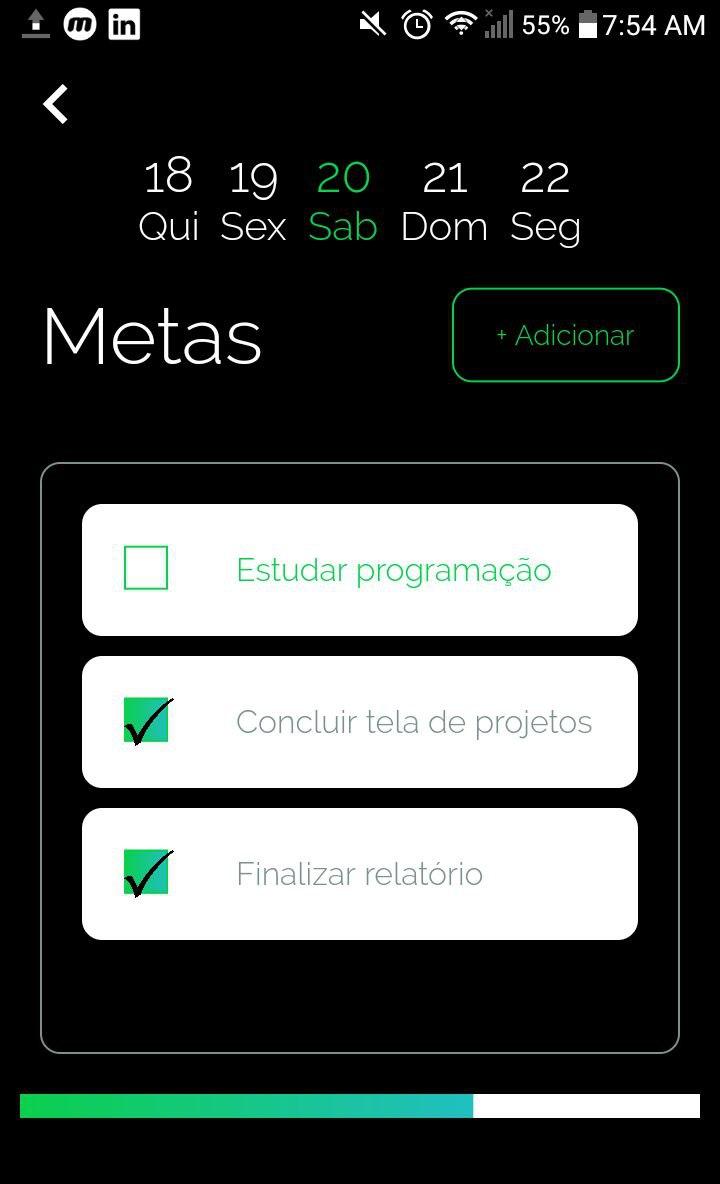 m in 55% 7:54 AM
18 19 20 21 22
Qui Sex Sab Dom Seg
Metas
+ Adicionar
Estudar programação
Concluir tela de projetos
Finalizar relatório